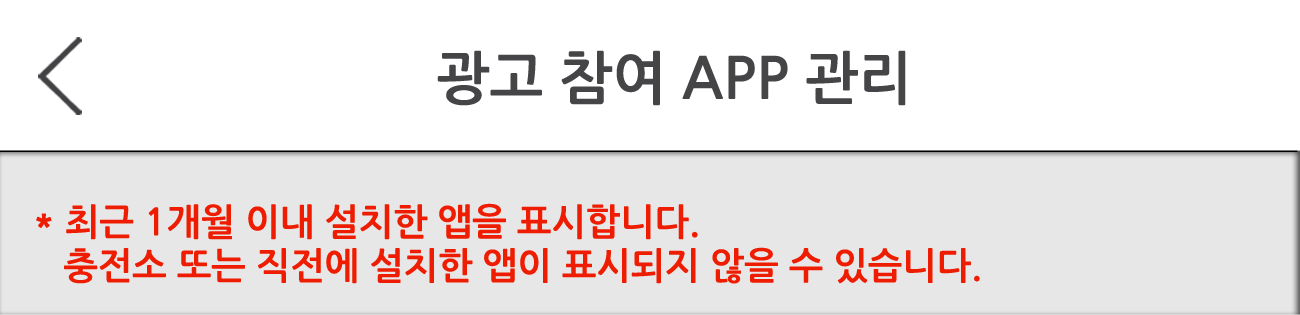 광고 참여 APP 관리
* 최근 1개월 이내 설치한 앱을 표시합니다.
충전소 또는 직전에 설치한 앱이 표시되지 않을 수 있습니다.